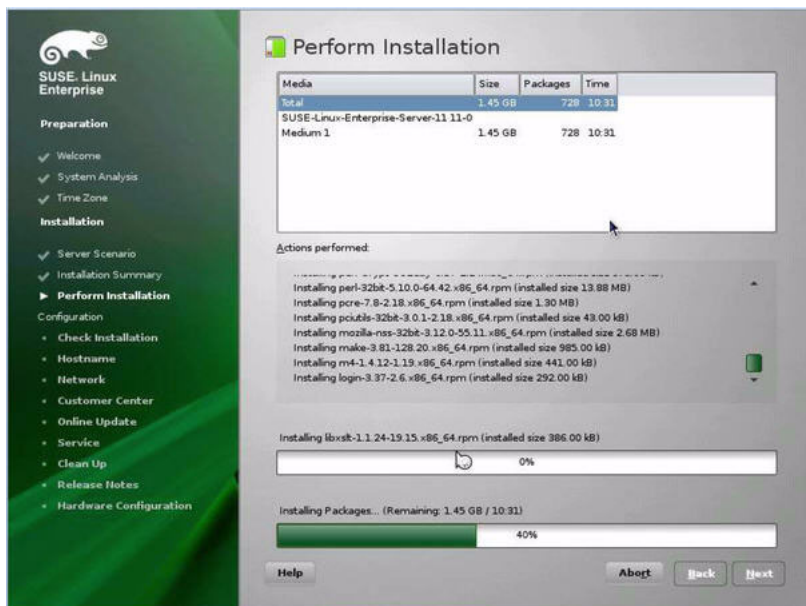 SUSE. Linux
Enterprise
Preparation
Welcome
System Analysis
Time Zone
Installation
Server Scenario
Installation Summary
Perform Installation
Configuration
Check Installation
Hostname
Network
Customer Center
Online Update
Service
Clean Up
Release Notes
Hardware Configuration
Perform Installation
Media Size Packages Time
Total 1.45 GB 728 10:31
SUSE-Linux-Enterprise-Server-11 11-0
Medium 1 1.45 GB 728 10:31
Actions performed:
Installing perl-32bit-5.10.0-64.42.x86_64.rpm (installed size 13.88 MB)
Installing pcre-7.8-2.18.x86_64.rpm (installed size 1.30 MB)
Installing pciutils-32bit-3.0.1-2.18.x86_64.rpm (installed size 43.00 kB)
Installing mozilla-nss-32bit-3.12.0-55.11.x86_64.rpm (installed size 2.68 MB)
Installing make-3.81-128.20.x86_64.rpm (installed size 985.00 kB)
Installing m4-1.4.12-1.19.x86_64.rpm (installed size 441.00 kB)
Installing login-3.37-2.6.x86_64.rpm (installed size 292.00 kB)
Installing libxslt-1.1.24-19.15.x86_64.rpm (installed size 386.00 kB)
0%
Installing Packages... (Remaining: 1.45 GB / 10:31)
40%
Help Abort Back Next